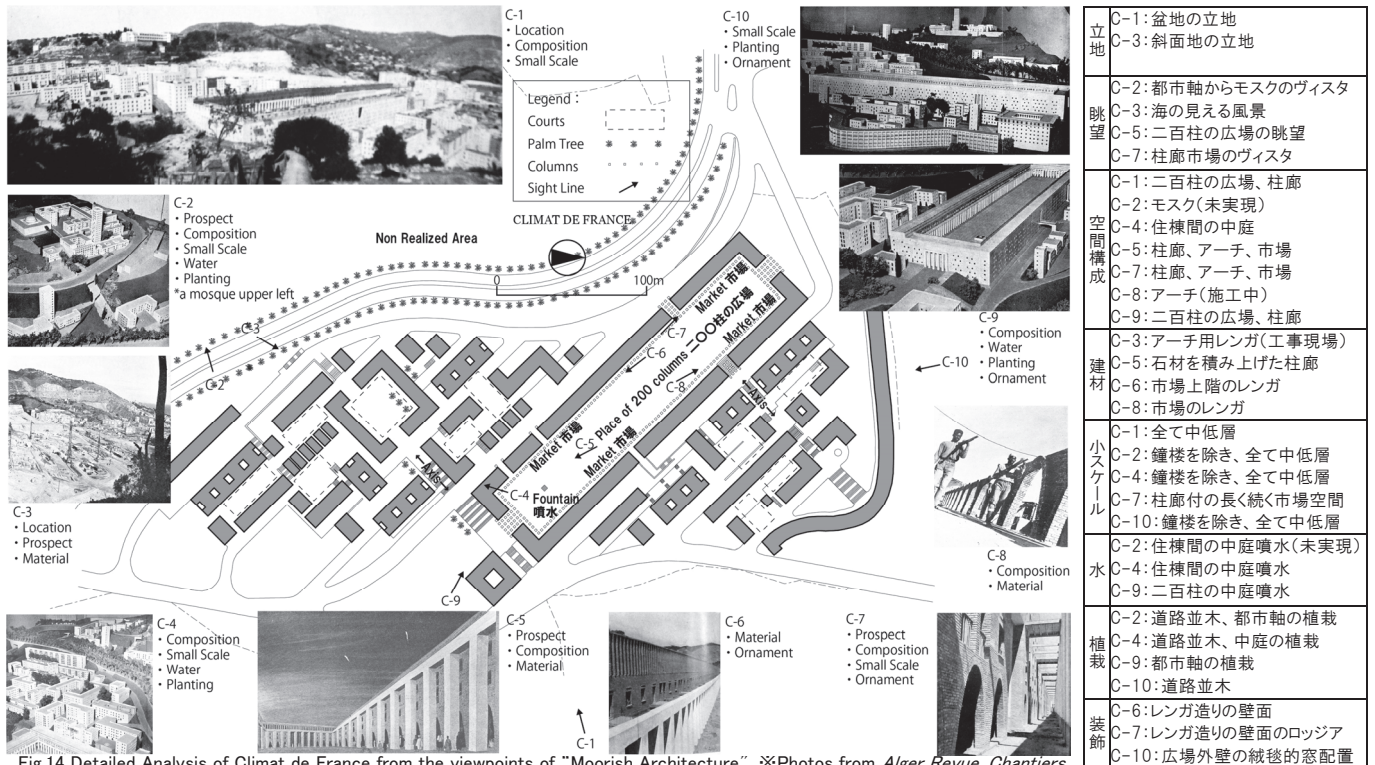 C-1
・Location
・Composition
・Small Scale
C-10
・Small Scale
・Planting
・Ornament
Legend：
Courts
Palm Tree
Columns
Sight Line
CLIMAT DE FRANCE
C-2
・Prospect
・Composition
・Small Scale
・Water
・Planting
*a mosque upper left
Non Realized Area
0
100m
C-3
C-2
Market 市場
Market 市場
C-7
C-6
C-8
Place of 200 columns 二〇〇柱の広場
C-5
Market 市場
Market 市場
Axis
Axis
C-4
Fountain
噴水
C-9
C-10
C-9
・Composition
・Water
・Planting
・Ornament
C-3
・Location
・Prospect
・Material
C-8
・Composition
・Material
C-4
・Composition
・Small Scale
・Water
・Planting
C-5
・Prospect
・Composition
・Material
C-1
C-6
・Material
・Ornament
C-7
・Prospect
・Composition
・Small Scale
・Ornament
立地
C-1：盆地の立地
C-3：斜面地の立地
眺望
C-2：都市軸からモスクのヴィスタ
C-3：海の見える風景
C-5：二百柱の広場の眺望
C-7：柱廊市場のヴィスタ
空間構成
C-1：二百柱の広場、柱廊
C-2：モスク（未実現）
C-4：住棟間の中庭
C-5：柱廊、アーチ、市場
C-7：柱廊、アーチ、市場
C-8：アーチ（施工中）
C-9：二百柱の広場、柱廊
建材
C-3：アーチ用レンガ（工事現場）
C-5：石材を積み上げた柱廊
C-6：市場上階のレンガ
C-8：市場のレンガ
小スケール
C-1：全て中低層
C-2：鐘楼を除き、全て中低層
C-4：鐘楼を除き、全て中低層
C-7：柱廊付の長く続く市場空間
C-10：鐘楼を除き、全て中低層
水
C-2：住棟間の中庭噴水（未実現）
C-4：住棟間の中庭噴水
C-9：二百柱の中庭噴水
植栽
C-2：道路並木、都市軸の植栽
C-4：道路並木、中庭の植栽
C-9：都市軸の植栽
C-10：道路並木
装飾
C-6：レンガ造りの壁面
C-7：レンガ造りの壁面のロッジア
C-10：広場外壁の絨毯的窓配置
Fig.14 Detailed Analysis of Climat de France from the viewpoints of "Moorish Architecture" ※Photos from Alger Revue, Chantiers